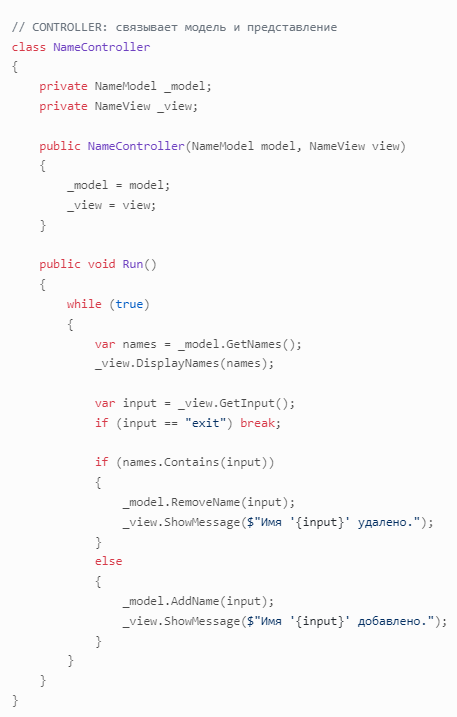 // CONTROLLER: связывает модель и представление
class NameController
{
    private NameModel _model;
    private NameView _view;

    public NameController(NameModel model, NameView view)
    {
        _model = model;
        _view = view;
    }

    public void Run()
    {
        while (true)
        {
            var names = _model.GetNames();
            _view.DisplayNames(names);

            var input = _view.GetInput();
            if (input == "exit") break;

            if (names.Contains(input))
            {
                _model.RemoveName(input);
                _view.ShowMessage($"Имя '{input}' удалено.");
            }
            else
            {
                _model.AddName(input);
                _view.ShowMessage($"Имя '{input}' добавлено.");
            }
        }
    }
}